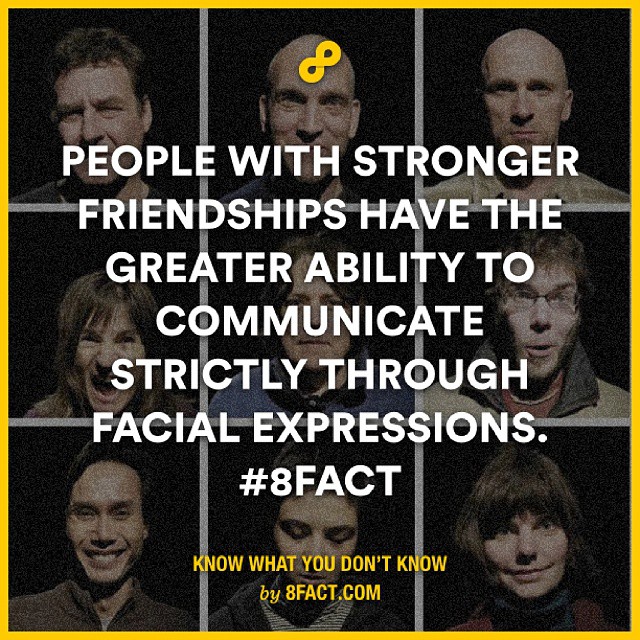 PEOPLE WITH STRONGER
FRIENDSHIPS HAVE THE
GREATER ABILITY TO
COMMUNICATE
STRICTLY THROUGH
FACIAL EXPRESSIONS.
#8FACT
KNOW WHAT YOU DON'T KNOW
by 8FACT.COM